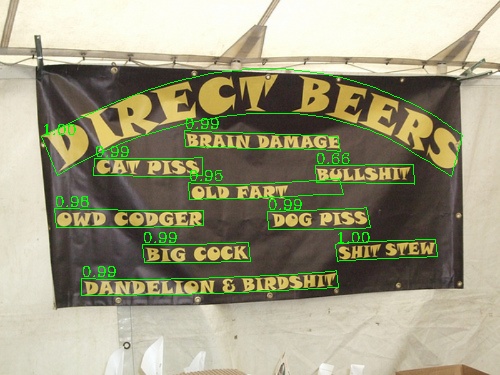 DIRECT BEERS
BRAIN DAMAGE
CAT PISS
BULLSHIT
OLD FART
OWD CODGER
DOG PISS
BIG COCK
SHIT STEW
DANDELION & BIRDSHIT
1.00
0.99
0.99
0.66
0.95
0.98
0.99
0.99
1.00
0.99